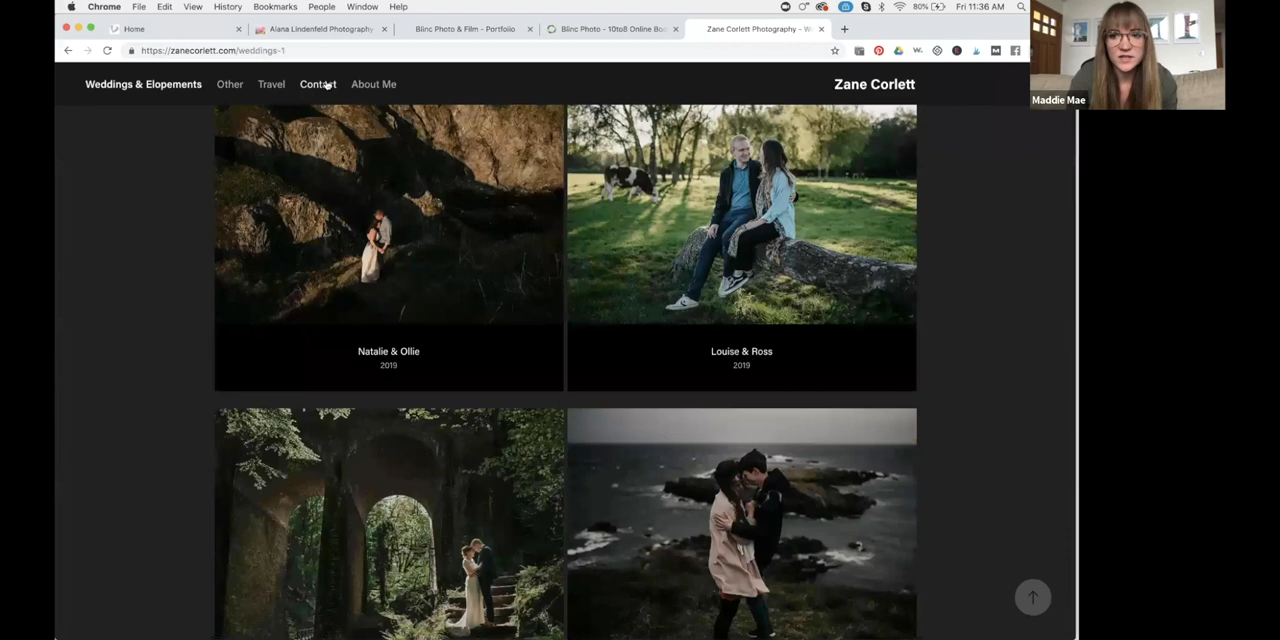 Chrome File Edit View History Bookmarks People Window Help
80% Fri 11:36 AM
Home
Alana Lindenfeld Photography
Blinc Photo & Film - Portfolio
Blinc Photo - 10to8 Online Boo
Zane Corlett Photography - W
https://zanecorlett.com/weddings-1
Weddings & Elopements Other Travel Contact About Me
Zane Corlett
Maddie Mae
Natalie & Ollie
2019
Louise & Ross
2019